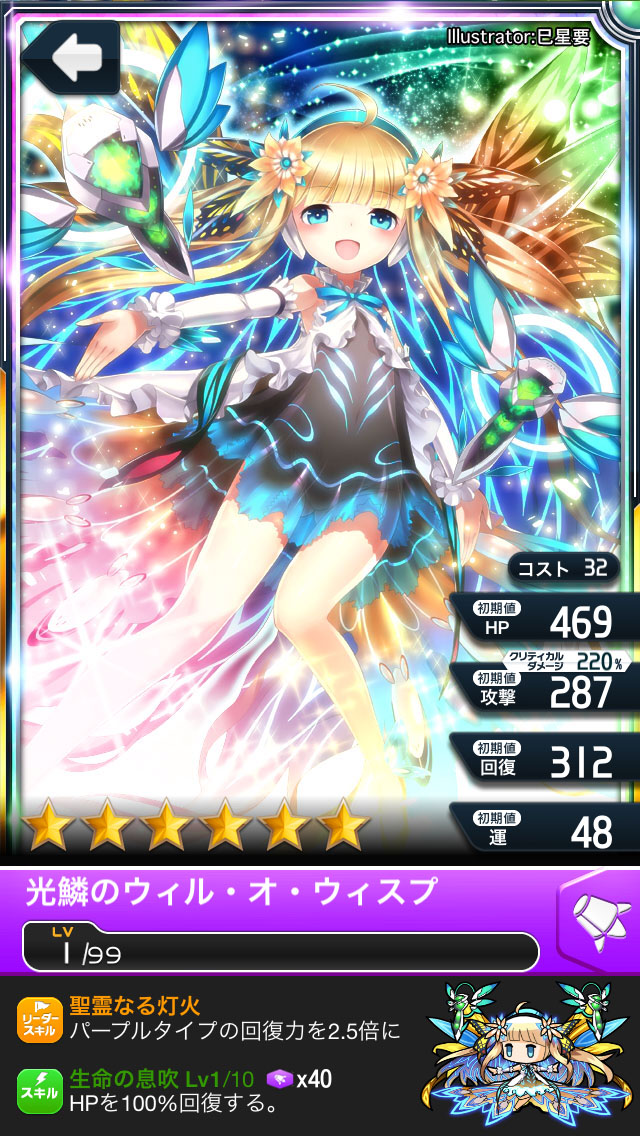 Illustrator:巳星要
コスト 32
初期値
HP 469
クリティカル
ダメージ 220%
初期値
攻撃 287
初期値
回復 312
初期値
運 48
光鱗のウィル・オ・ウィスプ
LV
1/99
リーダー
スキル
聖霊なる灯火
パープルタイプの回復力を2.5倍に
スキル
生命の息吹 Lv1/10 x40
HPを100%回復する。